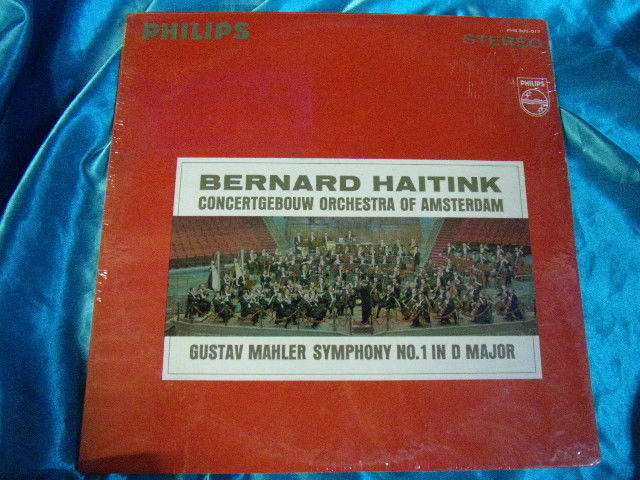 PHILIPS
STEREO
PHILIPS
BERNARD HAITINK
CONCERTGEBOUW ORCHESTRA OF AMSTERDAM
GUSTAV MAHLER SYMPHONY NO.1 IN D MAJOR